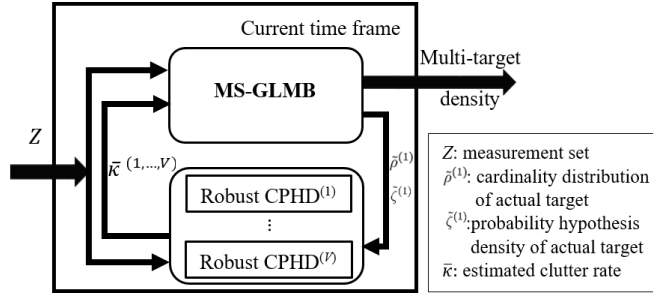 Current time frame
Multi-target
density
MS-GLMB
Z
κ̄ (1,…,V)
ρ̃⁽¹⁾
ζ̃⁽¹⁾
Robust CPHD⁽¹⁾
⋮
Robust CPHD⁽ⱽ⁾
Z: measurement set
ρ̃⁽¹⁾: cardinality distribution
of actual target
ζ̃⁽¹⁾:probability hypothesis
density of actual target
κ̄: estimated clutter rate